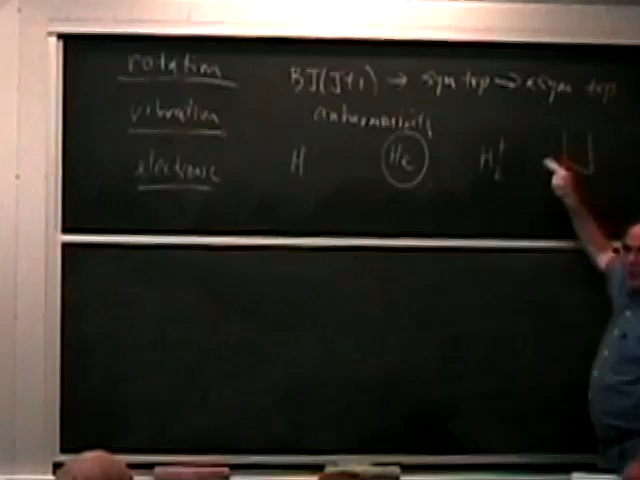 rotation BJ(J+1) → sym top → asym top
vibration anharmonicity
electronic H He H₂⁺